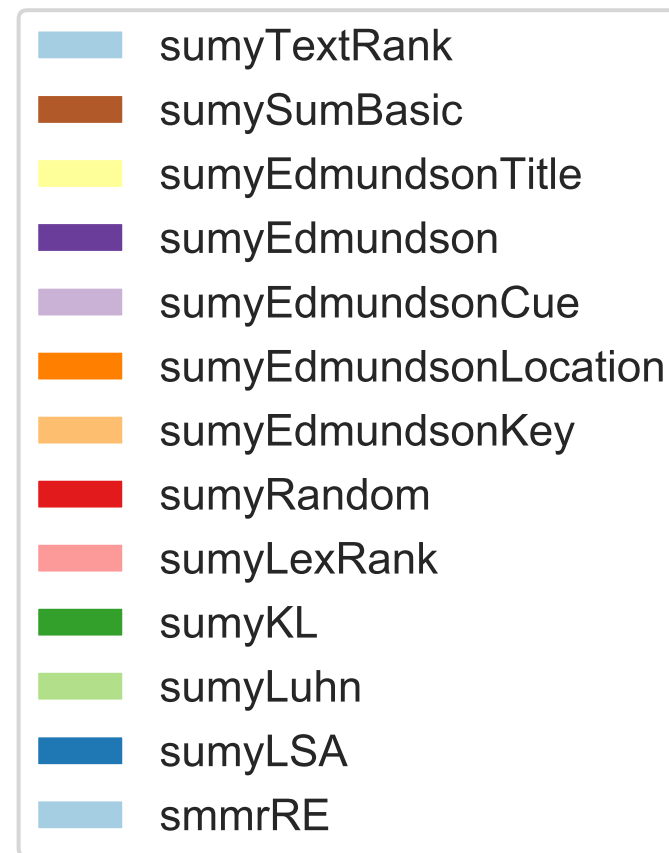 sumyTextRank
sumySumBasic
sumyEdmundsonTitle
sumyEdmundson
sumyEdmundsonCue
sumyEdmundsonLocation
sumyEdmundsonKey
sumyRandom
sumyLexRank
sumyKL
sumyLuhn
sumyLSA
smmrRE